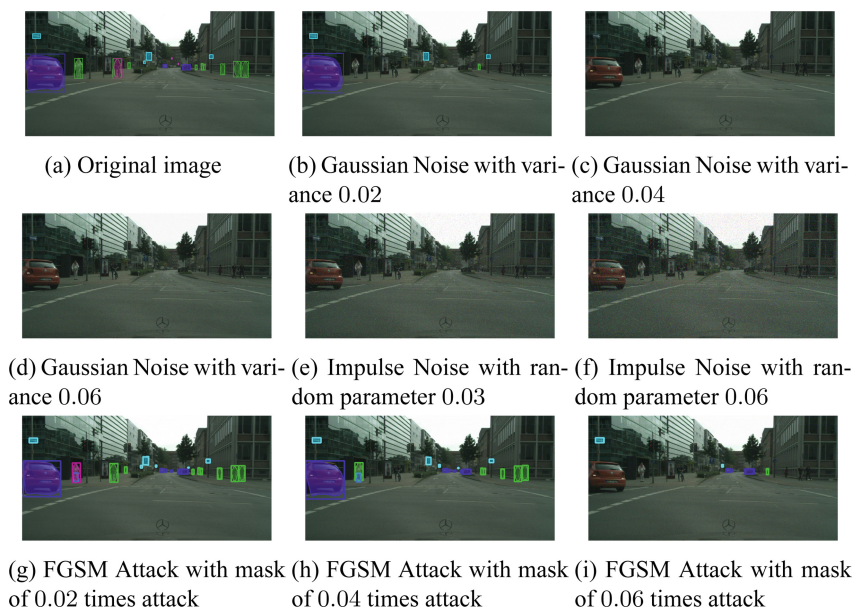 (a) Original image
(b) Gaussian Noise with vari-
ance 0.02
(c) Gaussian Noise with vari-
ance 0.04
(d) Gaussian Noise with vari-
ance 0.06
(e) Impulse Noise with ran-
dom parameter 0.03
(f) Impulse Noise with ran-
dom parameter 0.06
(g) FGSM Attack with mask
of 0.02 times attack
(h) FGSM Attack with mask
of 0.04 times attack
(i) FGSM Attack with mask
of 0.06 times attack